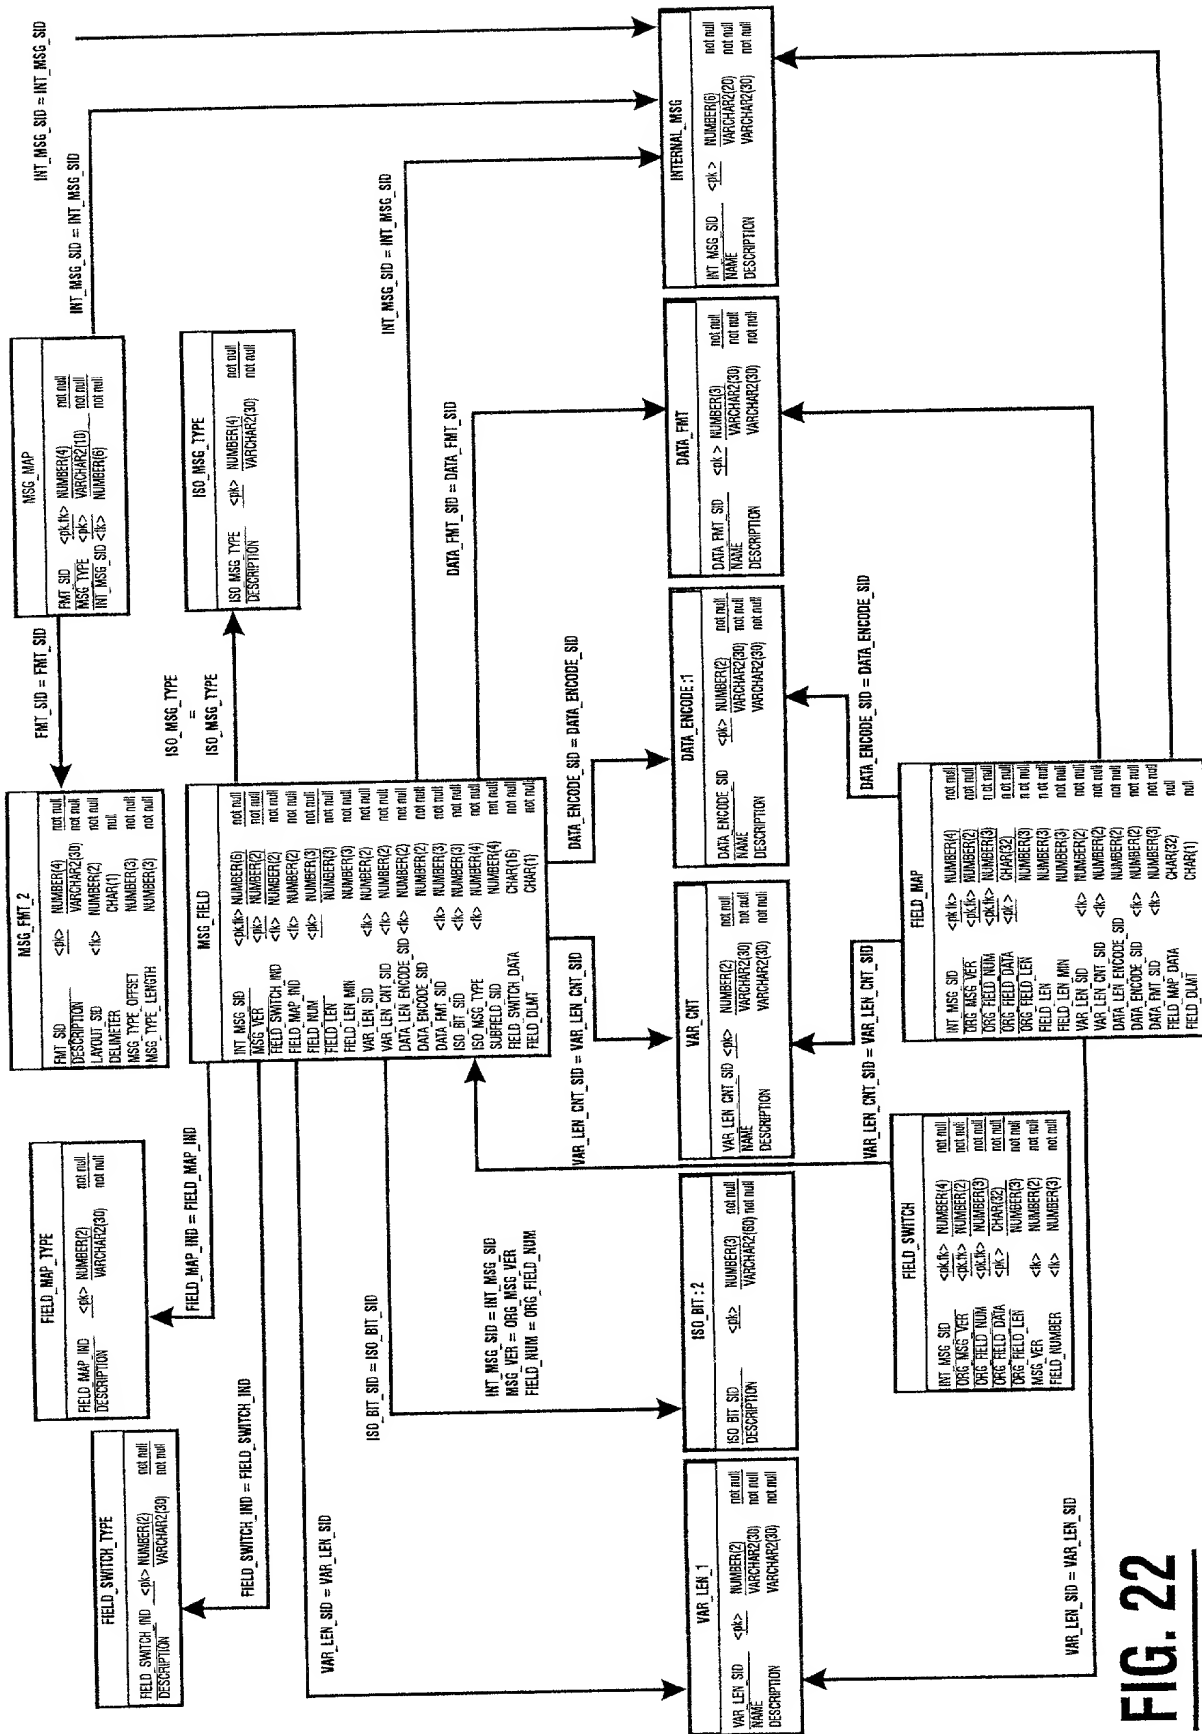 FIELD_SWITCH_TYPE
FIELD_SWITCH_IND <pk> NUMBER(2) not null
DESCRIPTION VARCHAR2(30) not null
FIELD_MAP_TYPE
FIELD_MAP_IND <pk> NUMBER(2) not null
DESCRIPTION VARCHAR2(30) not null
MSG_FMT_2
FMT_SID <pk> NUMBER(4) not null
DESCRIPTION VARCHAR2(30) not null
LAYOUT_SID <fk> NUMBER(2) not null
DELIMETER CHAR(1) null
MSG_TYPE_OFFSET NUMBER(3) not null
MSG_TYPE_LENGTH NUMBER(3) not null
FMT_SID = FMT_SID
MSG_MAP
FMT_SID <pk,fk> NUMBER(4) not null
MSG_TYPE <pk> VARCHAR2(10) not null
INT_MSG_SID <fk> NUMBER(6) not null
INT_MSG_SID = INT_MSG_SID
INT_MSG_SID = INT_MSG_SID
FIELD_SWITCH_IND = FIELD_SWITCH_IND
FIELD_MAP_IND = FIELD_MAP_IND
MSG_FIELD
INT_MSG_SID <pk,fk> NUMBER(6) not null
MSG_VER <pk> NUMBER(2) not null
FIELD_SWITCH_IND <fk> NUMBER(2) not null
FIELD_MAP_IND <fk> NUMBER(2) not null
FIELD_NUM <pk> NUMBER(3) not null
FIELD_LEN NUMBER(3) not null
FIELD_LEN_MIN NUMBER(3) not null
VAR_LEN_SID <fk> NUMBER(2) not null
VAR_LEN_CNT_SID <fk> NUMBER(2) not null
DATA_LEN_ENCODE_SID <fk> NUMBER(2) not null
DATA_ENCODE_SID NUMBER(2) not null
DATA_FMT_SID <fk> NUMBER(3) not null
ISO_BIT_SID <fk> NUMBER(3) not null
ISO_MSG_TYPE <fk> NUMBER(4) not null
SUBFIELD_SID NUMBER(4) not null
FIELD_SWITCH_DATA CHAR(16) not null
FIELD_DLMT CHAR(1) not null
ISO_MSG_TYPE
=
ISO_MSG_TYPE
ISO_MSG_TYPE
ISO_MSG_TYPE <pk> NUMBER(4) not null
DESCRIPTION VARCHAR2(30) not null
VAR_LEN_SID = VAR_LEN_SID
ISO_BIT_SID = ISO_BIT_SID
INT_MSG_SID = INT_MSG_SID
MSG_VER = ORG_MSG_VER
FIELD_NUM = ORG_FIELD_NUM
VAR_LEN_CNT_SID = VAR_LEN_CNT_SID
DATA_ENCODE_SID = DATA_ENCODE_SID
DATA_FMT_SID = DATA_FMT_SID
INT_MSG_SID = INT_MSG_SID
VAR_LEN_1
VAR_LEN_SID <pk> NUMBER(2) not null
NAME VARCHAR2(30) not null
DESCRIPTION VARCHAR2(30) not null
ISO_BIT:2
ISO_BIT_SID <pk> NUMBER(3) not null
DESCRIPTION VARCHAR2(60) not null
VAR_CNT
VAR_LEN_CNT_SID <pk> NUMBER(2) not null
NAME VARCHAR2(30) not null
DESCRIPTION VARCHAR2(30) not null
DATA_ENCODE:1
DATA_ENCODE_SID <pk> NUMBER(2) not null
NAME VARCHAR2(30) not null
DESCRIPTION VARCHAR2(30) not null
DATA_FMT
DATA_FMT_SID <pk> NUMBER(3) not null
NAME VARCHAR2(30) not null
DESCRIPTION VARCHAR2(30) not null
INTERNAL_MSG
INT_MSG_SID <pk> NUMBER(6) not null
NAME VARCHAR2(20) not null
DESCRIPTION VARCHAR2(30) not null
VAR_LEN_CNT_SID = VAR_LEN_CNT_SID
DATA_ENCODE_SID = DATA_ENCODE_SID
FIELD_SWITCH
INT_MSG_SID <pk,fk> NUMBER(4) not null
ORG_MSG_VER <pk,fk> NUMBER(2) not null
ORG_FIELD_NUM <pk,fk> NUMBER(3) not null
ORG_FIELD_DATA <pk> CHAR(32) not null
ORG_FIELD_LEN NUMBER(3) not null
MSG_VER <fk> NUMBER(2) not null
FIELD_NUMBER <fk> NUMBER(3) not null
FIELD_MAP
INT_MSG_SID <pk,fk> NUMBER(4) not null
ORG_MSG_VER <pk,fk> NUMBER(2) not null
ORG_FIELD_NUM <pk,fk> NUMBER(3) not null
ORG_FIELD_DATA <pk> CHAR(32) not null
ORG_FIELD_LEN NUMBER(3) not null
FIELD_LEN NUMBER(3) not null
FIELD_LEN_MIN NUMBER(3) not null
VAR_LEN_SID <fk> NUMBER(2) not null
VAR_LEN_CNT_SID <fk> NUMBER(2) not null
DATA_LEN_ENCODE_SID NUMBER(2) not null
DATA_ENCODE_SID <fk> NUMBER(2) not null
DATA_FMT_SID <fk> NUMBER(3) not null
FIELD_MAP_DATA CHAR(32) null
FIELD_DLMT CHAR(1) null
VAR_LEN_SID = VAR_LEN_SID
FIG. 22